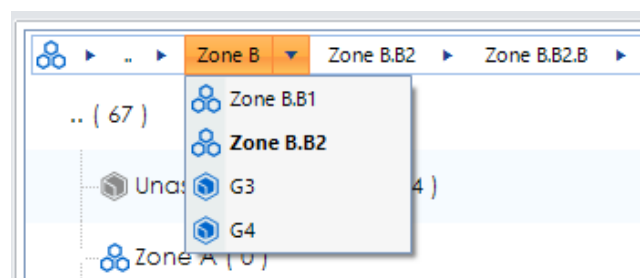 .. Zone B Zone B.B2 Zone B.B2.B
Zone B.B1
.. ( 67 )
Zone B.B2
Unas 4 )
G3
G4
Zone A ( 0 )